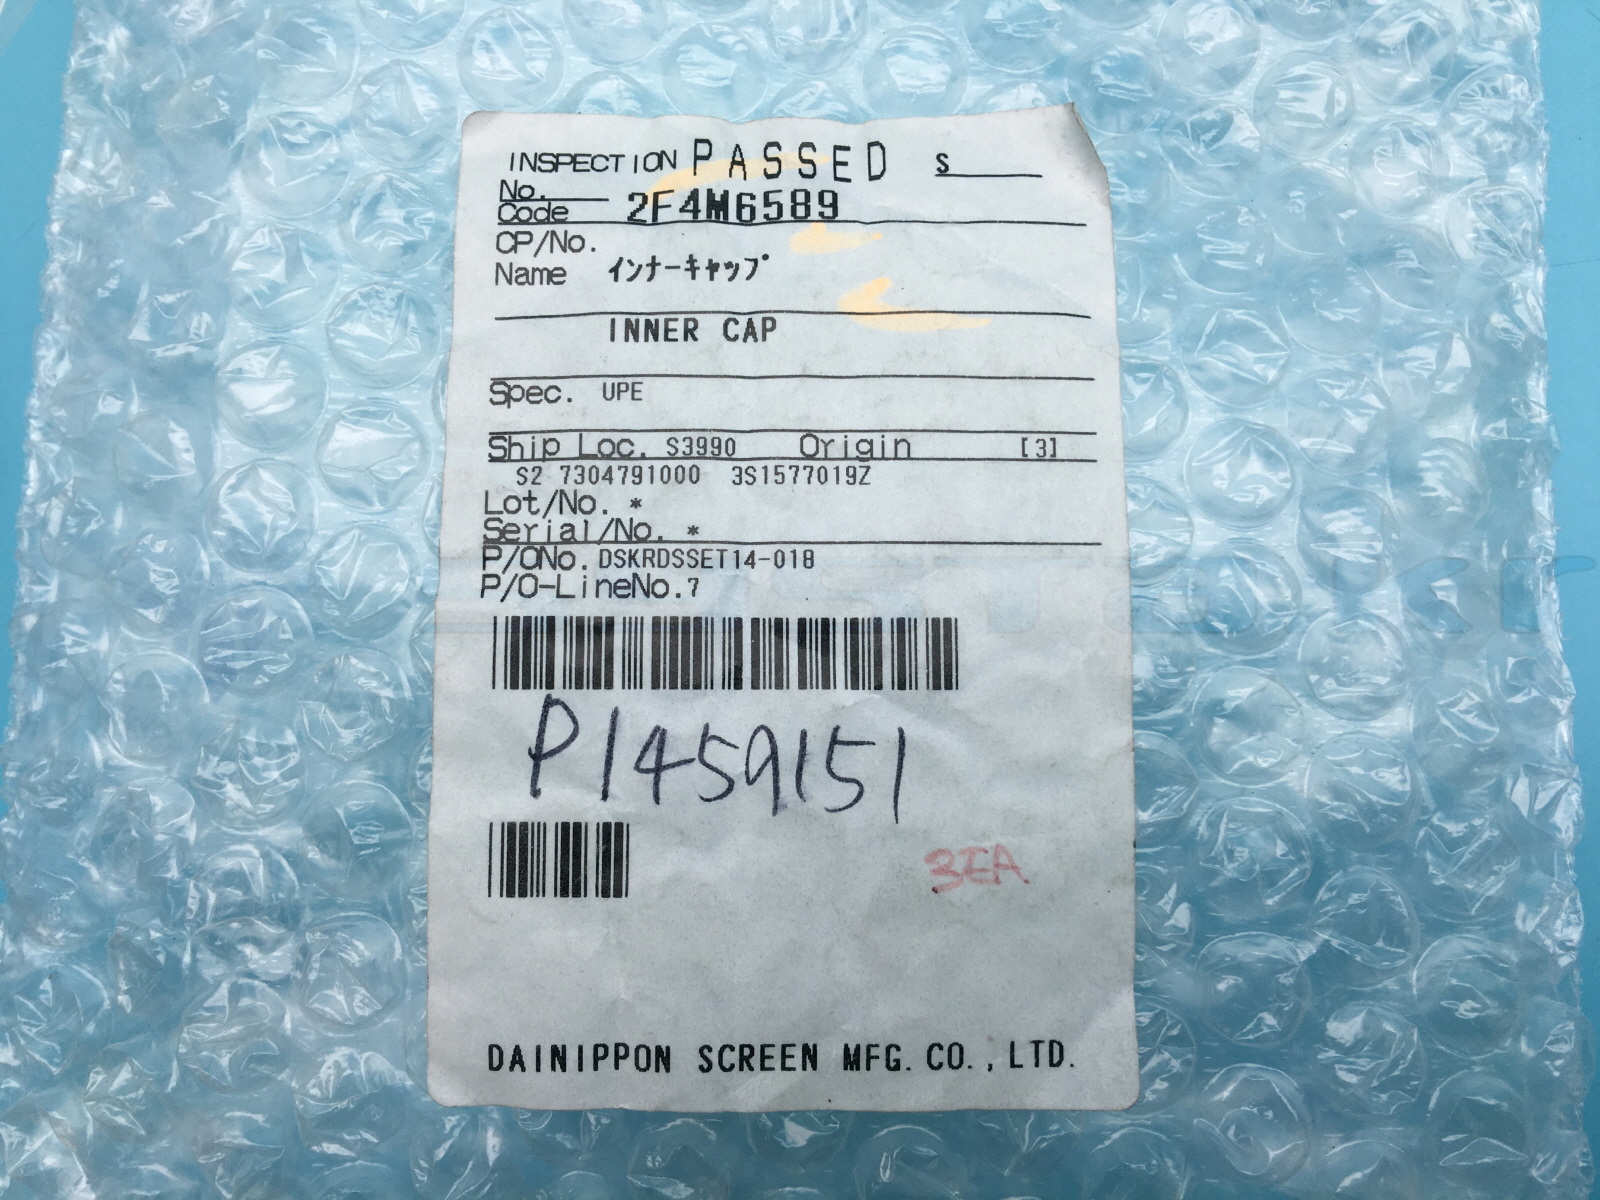 INSPECTION PASSED S
No.
Code 2F4M6589
CP/No.
Name インナーキャップ
INNER CAP
Spec. UPE
Ship Loc. S3990 Origin [3]
S2 7304791000 3S1577019Z
Lot/No. *
Serial/No. *
P/ONo. DSKRDSSET14-018
P/O-LineNo. 7
P1459151
3EA
DAINIPPON SCREEN MFG. CO., LTD.